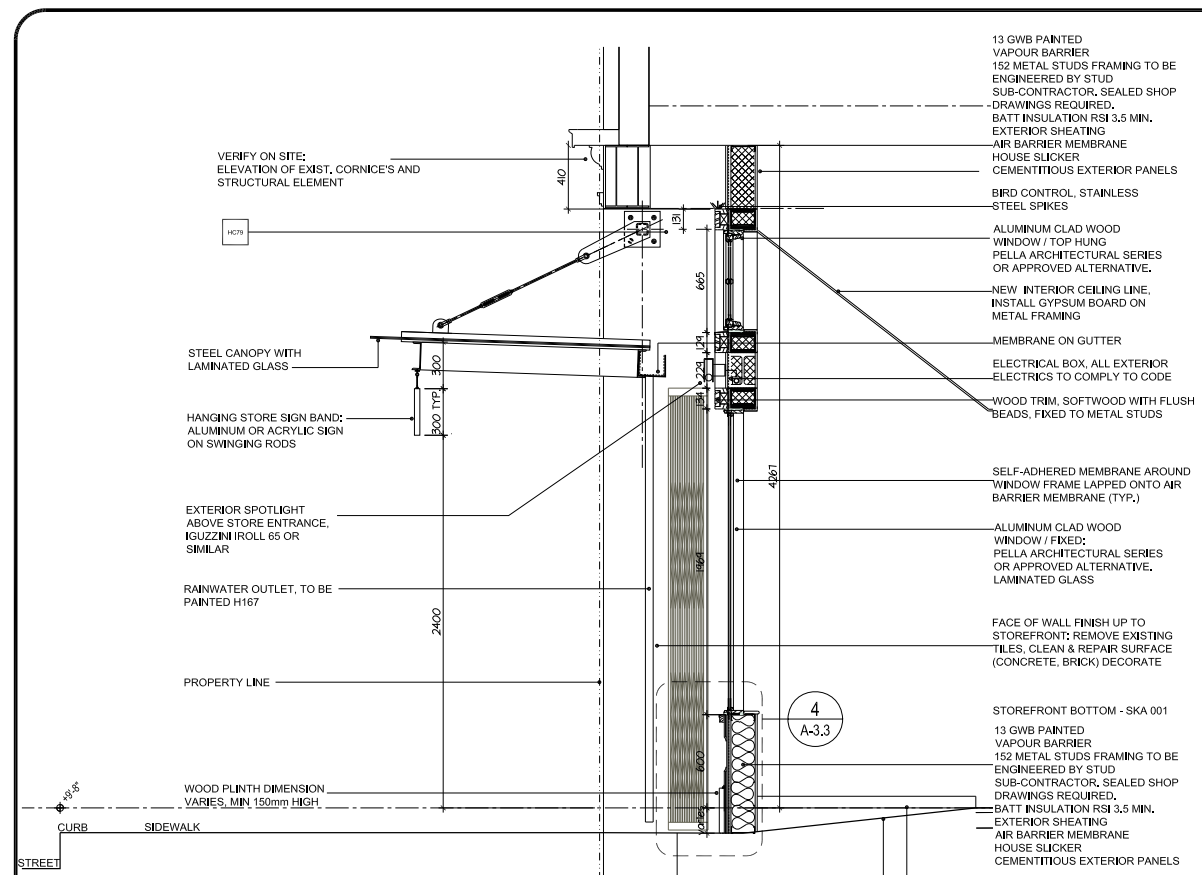 13 GWB PAINTED
VAPOUR BARRIER
152 METAL STUDS FRAMING TO BE
ENGINEERED BY STUD
SUB-CONTRACTOR. SEALED SHOP
DRAWINGS REQUIRED.
BATT INSULATION RSI 3.5 MIN.
EXTERIOR SHEATING
AIR BARRIER MEMBRANE
HOUSE SLICKER
CEMENTITIOUS EXTERIOR PANELS
VERIFY ON SITE:
ELEVATION OF EXIST. CORNICE'S AND
STRUCTURAL ELEMENT
410
BIRD CONTROL, STAINLESS
STEEL SPIKES
131
HC79
ALUMINUM CLAD WOOD
WINDOW / TOP HUNG
PELLA ARCHITECTURAL SERIES
OR APPROVED ALTERNATIVE.
665
NEW INTERIOR CEILING LINE,
INSTALL GYPSUM BOARD ON
METAL FRAMING
129
MEMBRANE ON GUTTER
STEEL CANOPY WITH
LAMINATED GLASS
300
224
ELECTRICAL BOX, ALL EXTERIOR
ELECTRICS TO COMPLY TO CODE
134
WOOD TRIM, SOFTWOOD WITH FLUSH
BEADS, FIXED TO METAL STUDS
HANGING STORE SIGN BAND:
ALUMINUM OR ACRYLIC SIGN
ON SWINGING RODS
300 TYP.
4267
SELF-ADHERED MEMBRANE AROUND
WINDOW FRAME LAPPED ONTO AIR
BARRIER MEMBRANE (TYP.)
EXTERIOR SPOTLIGHT
ABOVE STORE ENTRANCE,
IGUZZINI IROLL 65 OR
SIMILAR
ALUMINUM CLAD WOOD
WINDOW / FIXED:
PELLA ARCHITECTURAL SERIES
OR APPROVED ALTERNATIVE.
LAMINATED GLASS
1964
RAINWATER OUTLET, TO BE
PAINTED H167
2400
FACE OF WALL FINISH UP TO
STOREFRONT: REMOVE EXISTING
TILES, CLEAN & REPAIR SURFACE
(CONCRETE, BRICK) DECORATE
PROPERTY LINE
4
A-3.3
STOREFRONT BOTTOM - SKA 001
13 GWB PAINTED
VAPOUR BARRIER
152 METAL STUDS FRAMING TO BE
ENGINEERED BY STUD
SUB-CONTRACTOR. SEALED SHOP
DRAWINGS REQUIRED.
BATT INSULATION RSI 3.5 MIN.
EXTERIOR SHEATING
AIR BARRIER MEMBRANE
HOUSE SLICKER
CEMENTITIOUS EXTERIOR PANELS
600
WOOD PLINTH DIMENSION
VARIES, MIN 150mm HIGH
varies
+9'-8"
CURB
SIDEWALK
STREET